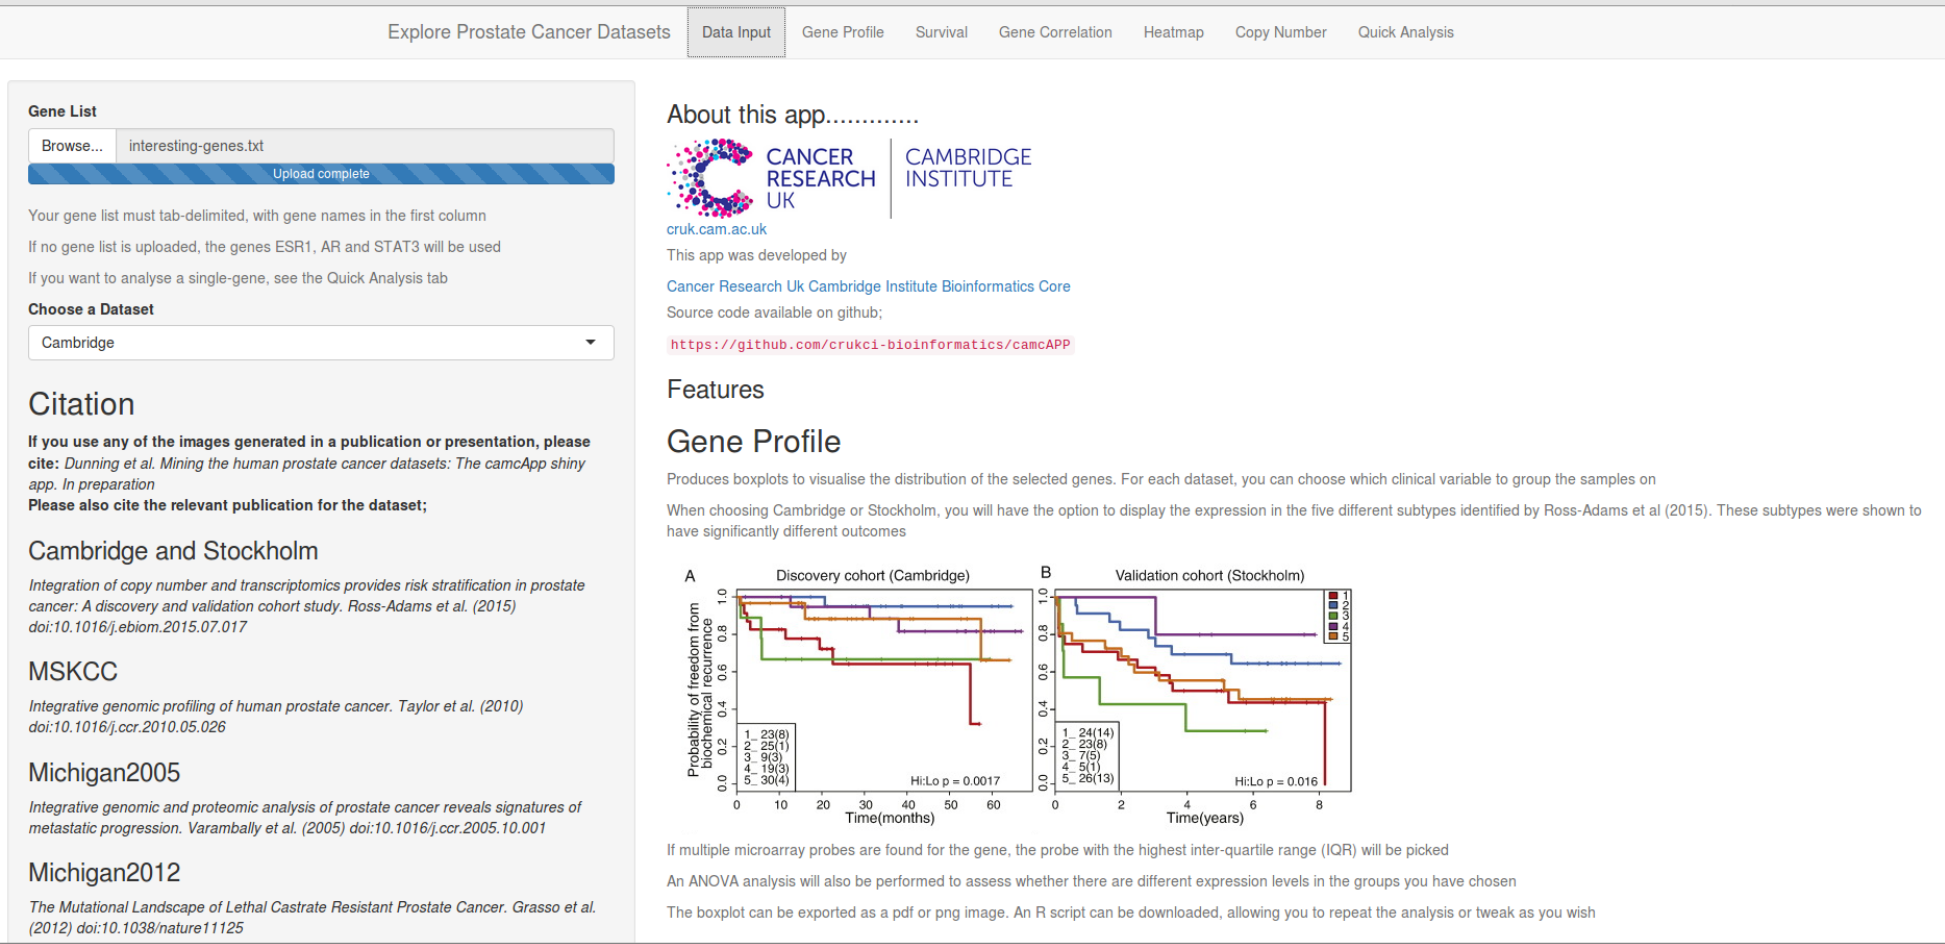 Explore Prostate Cancer Datasets Data Input Gene Profile Survival Gene Correlation Heatmap Copy Number Quick Analysis
Gene List
Browse... interesting-genes.txt
Upload complete
Your gene list must tab-delimited, with gene names in the first column
If no gene list is uploaded, the genes ESR1, AR and STAT3 will be used
If you want to analyse a single-gene, see the Quick Analysis tab
Choose a Dataset
Cambridge
Citation
If you use any of the images generated in a publication or presentation, please
cite: Dunning et al. Mining the human prostate cancer datasets: The camcApp shiny
app. In preparation
Please also cite the relevant publication for the dataset;
Cambridge and Stockholm
Integration of copy number and transcriptomics provides risk stratification in prostate
cancer: A discovery and validation cohort study. Ross-Adams et al. (2015)
doi:10.1016/j.ebiom.2015.07.017
MSKCC
Integrative genomic profiling of human prostate cancer. Taylor et al. (2010)
doi:10.1016/j.ccr.2010.05.026
Michigan2005
Integrative genomic and proteomic analysis of prostate cancer reveals signatures of
metastatic progression. Varambally et al. (2005) doi:10.1016/j.ccr.2005.10.001
Michigan2012
The Mutational Landscape of Lethal Castrate Resistant Prostate Cancer. Grasso et al.
(2012) doi:10.1038/nature11125
About this app.............
CANCER
RESEARCH
UK
CAMBRIDGE
INSTITUTE
cruk.cam.ac.uk
This app was developed by
Cancer Research Uk Cambridge Institute Bioinformatics Core
Source code available on github;
https://github.com/crukci-bioinformatics/camcAPP
Features
Gene Profile
Produces boxplots to visualise the distribution of the selected genes. For each dataset, you can choose which clinical variable to group the samples on
When choosing Cambridge or Stockholm, you will have the option to display the expression in the five different subtypes identified by Ross-Adams et al (2015). These subtypes were shown to
have significantly different outcomes
A Discovery cohort (Cambridge)
Probability of freedom from
biochemical recurrence
1.0
0.8
0.6
0.4
0.2
0.0
1_ 23(8)
2_ 25(1)
3_ 9(3)
4_ 19(3)
5_ 30(4)
Hi:Lo p = 0.0017
0 10 20 30 40 50 60
Time(months)
B Validation cohort (Stockholm)
1.0
0.8
0.6
0.4
0.2
0.0
1
2
3
4
5
1_ 24(14)
2_ 23(8)
3_ 7(5)
4_ 5(1)
5_ 26(13)
Hi:Lo p = 0.016
0 2 4 6 8
Time(years)
If multiple microarray probes are found for the gene, the probe with the highest inter-quartile range (IQR) will be picked
An ANOVA analysis will also be performed to assess whether there are different expression levels in the groups you have chosen
The boxplot can be exported as a pdf or png image. An R script can be downloaded, allowing you to repeat the analysis or tweak as you wish